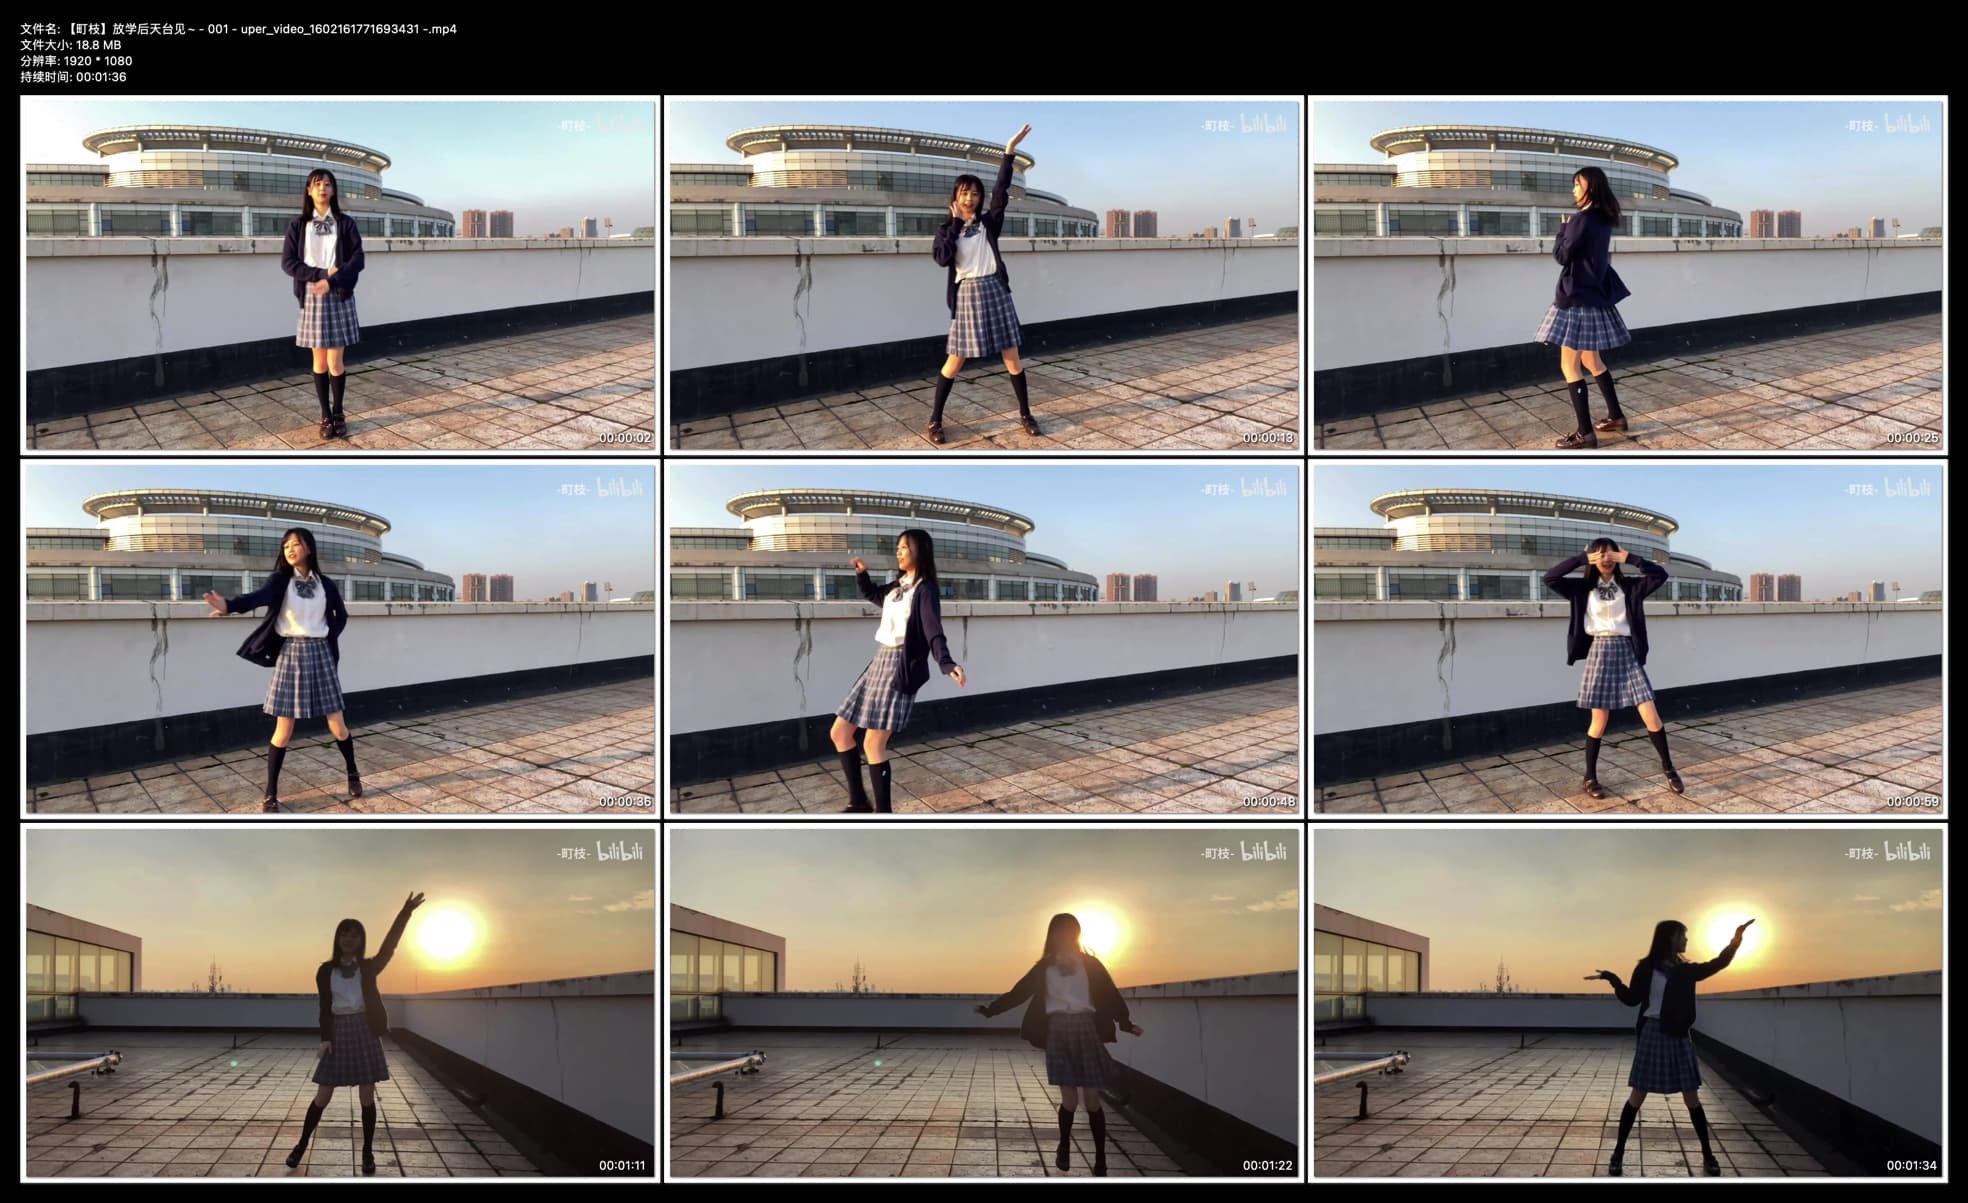 文件名: 【町枝】放学后天台见～ - 001 - uper_video_1602161771693431 -.mp4
文件大小: 18.8 MB
分辨率: 1920 * 1080
持续时间: 00:01:36
-町枝- bilibili
-町枝- bilibili
-町枝- bilibili
00:00:02
00:00:13
00:00:25
-町枝- bilibili
-町枝- bilibili
-町枝- bilibili
00:00:36
00:00:48
00:00:59
-町枝- bilibili
-町枝- bilibili
-町枝- bilibili
00:01:11
00:01:22
00:01:34